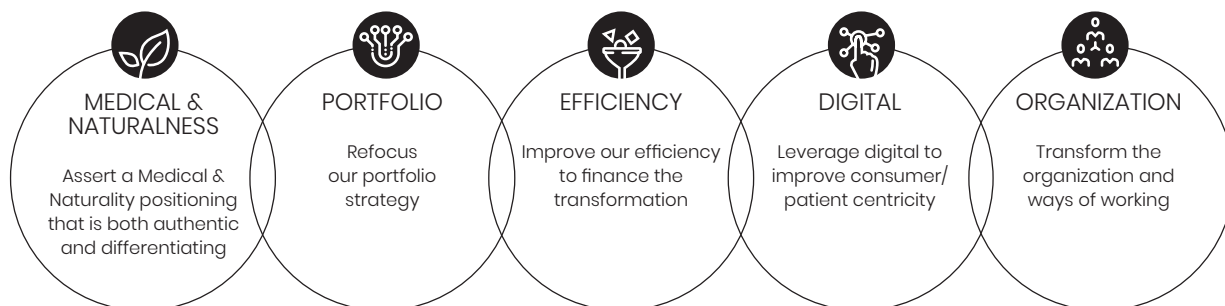 MEDICAL &
NATURALNESS
Assert a Medical &
Naturality positioning
that is both authentic
and differentiating
PORTFOLIO
Refocus
our portfolio
strategy
EFFICIENCY
Improve our efficiency
to finance the
transformation
DIGITAL
Leverage digital to
improve consumer/
patient centricity
ORGANIZATION
Transform the
organization and
ways of working